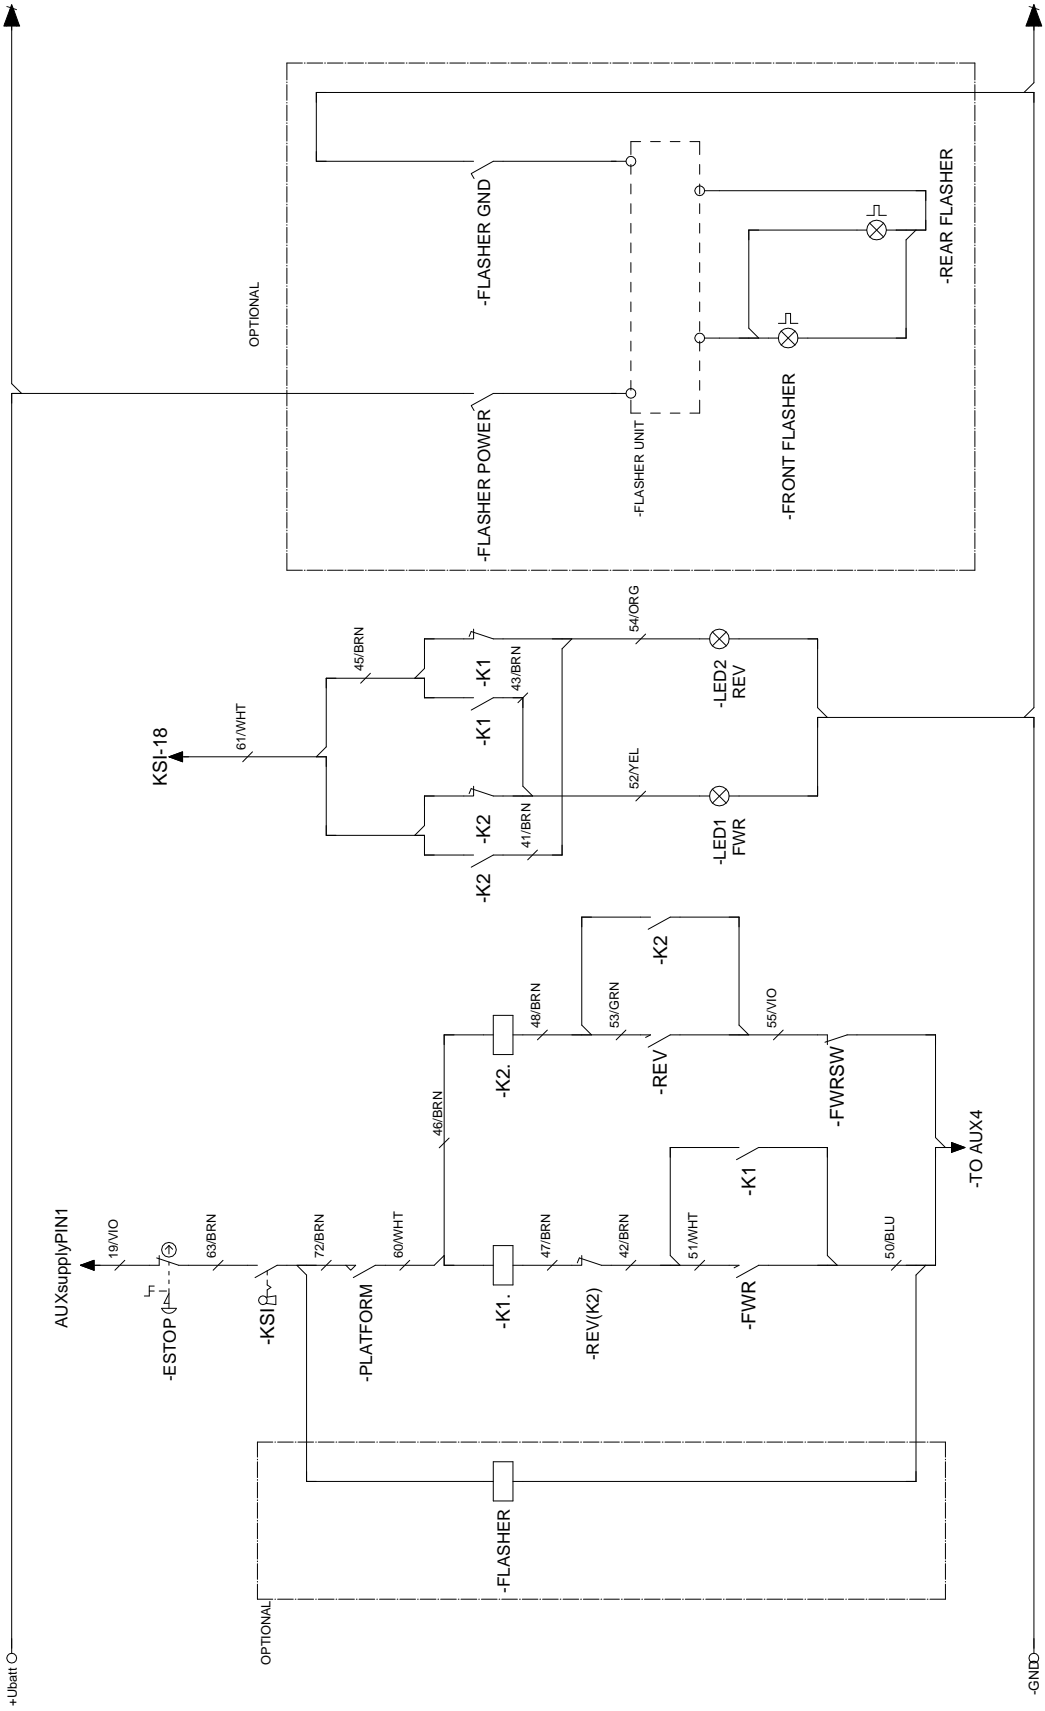 +Ubatt
-GND
OPTIONAL
-FLASHER
AUXsupplyPIN1
19/VIO
-ESTOP
63/BRN
-KSI
72/BRN
-PLATFORM
60/WHT
46/BRN
-K1.
47/BRN
-REV(K2)
42/BRN
51/WHT
-FWR
-K1
50/BLU
-K2.
48/BRN
53/GRN
-REV
-K2
55/VIO
-FWRSW
-TO AUX4
KSI-18
61/WHT
45/BRN
-K2
-K2
41/BRN
-K1
-K1
43/BRN
52/YEL
54/ORG
-LED1
FWR
-LED2
REV
OPTIONAL
-FLASHER POWER
-FLASHER GND
-FLASHER UNIT
-FRONT FLASHER
-REAR FLASHER